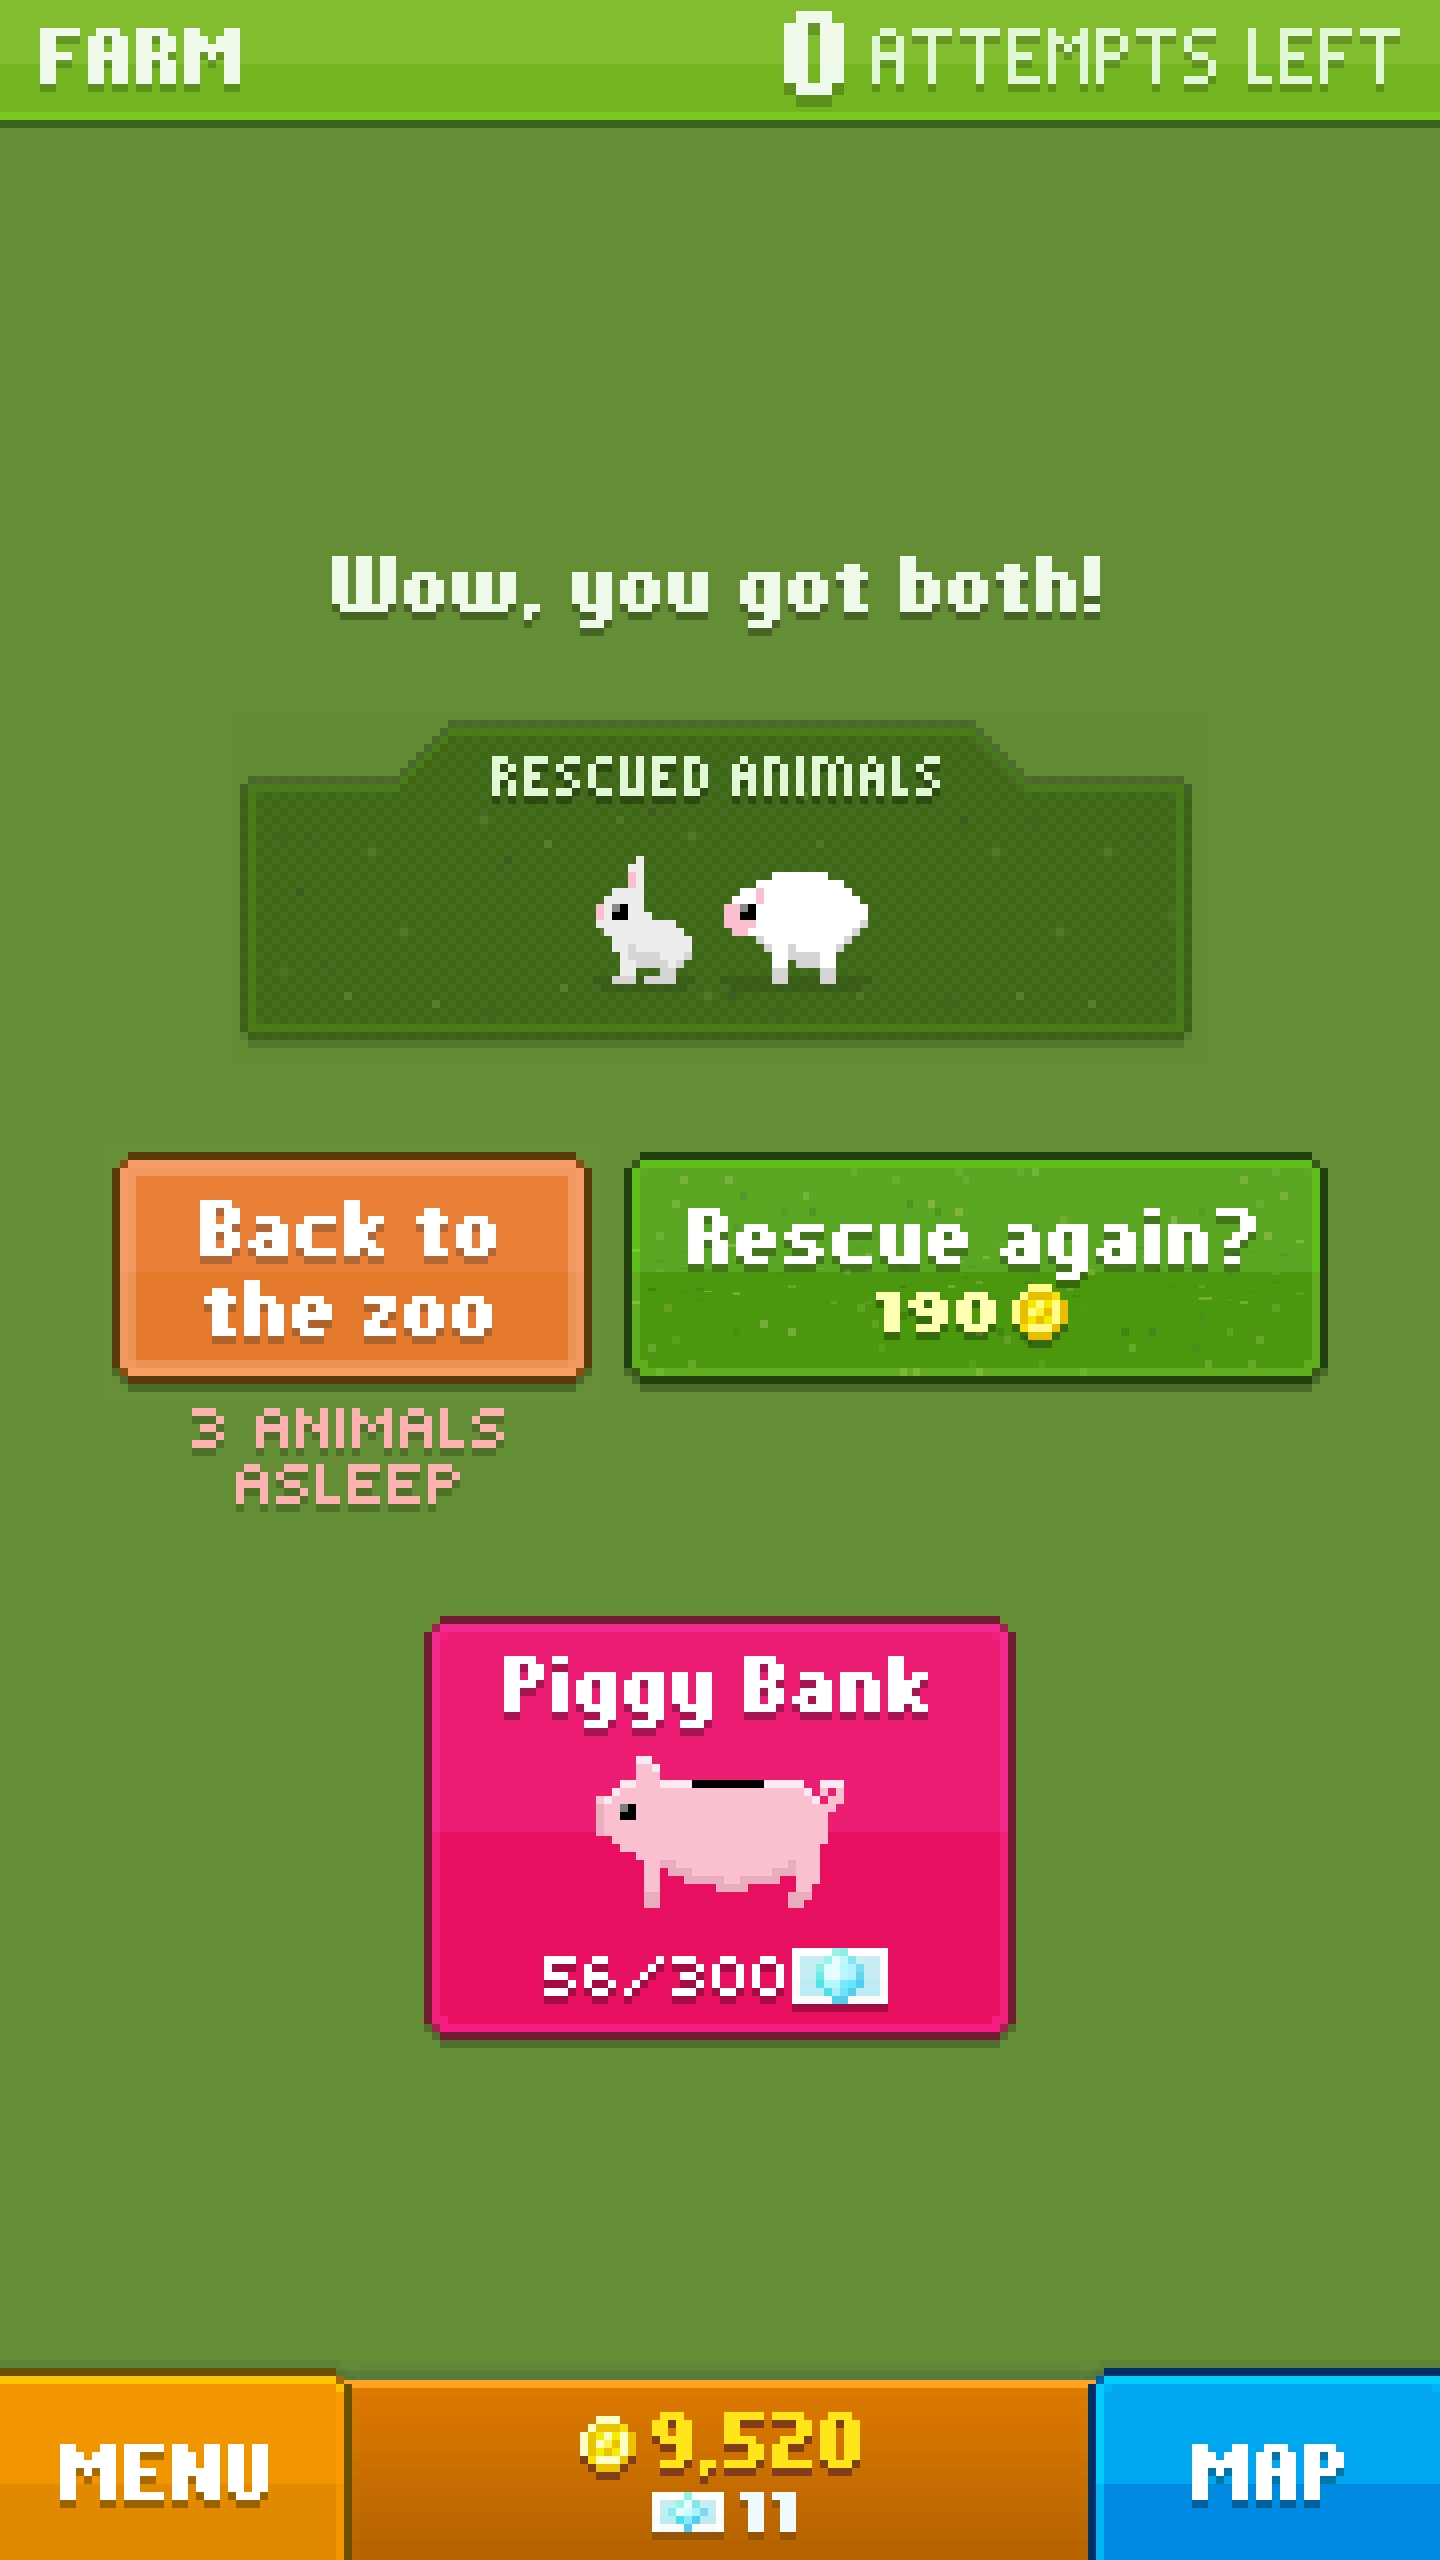 FARM
0 ATTEMPTS LEFT
Wow, you got both!
RESCUED ANIMALS
Back to
the zoo
Rescue again?
190
3 ANIMALS
ASLEEP
Piggy Bank
56/300
MENU
9,520
11
MAP